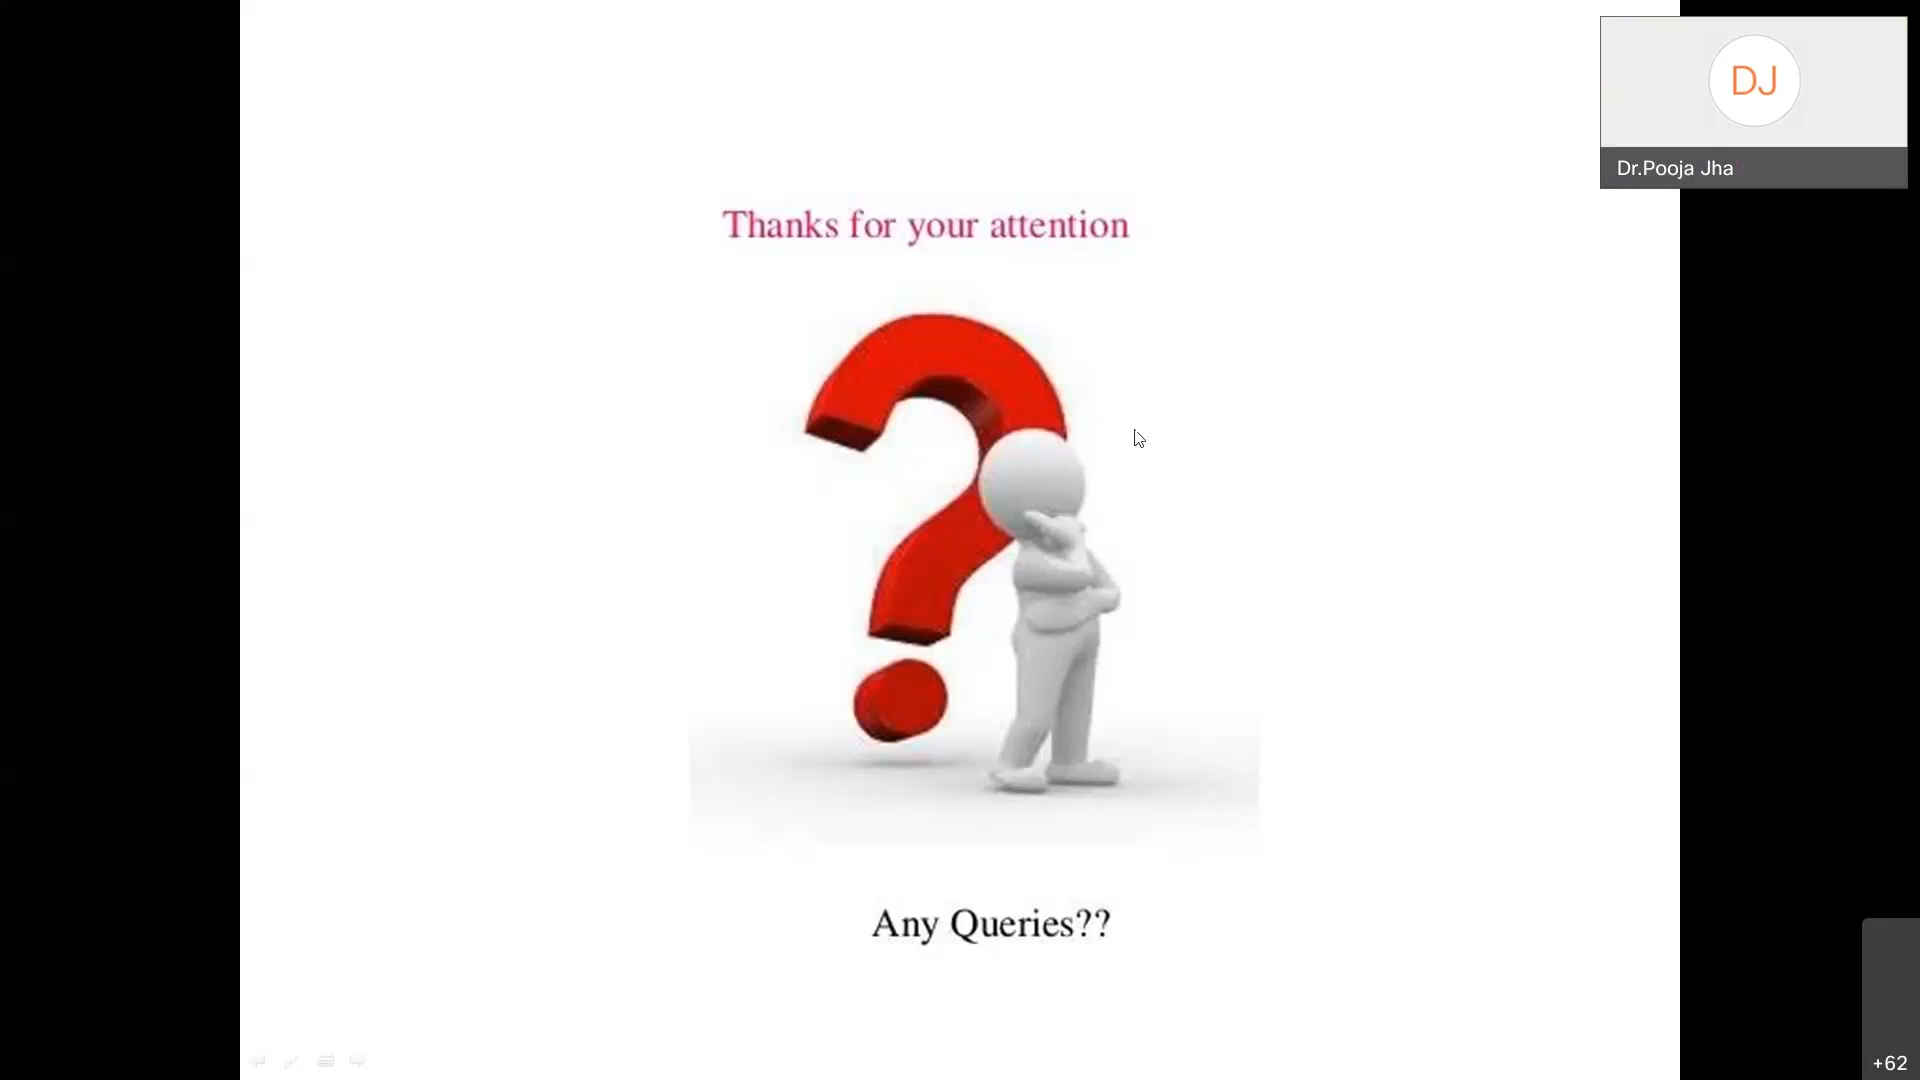 DJ
Dr.Pooja Jha
Thanks for your attention
Any Queries??
+62